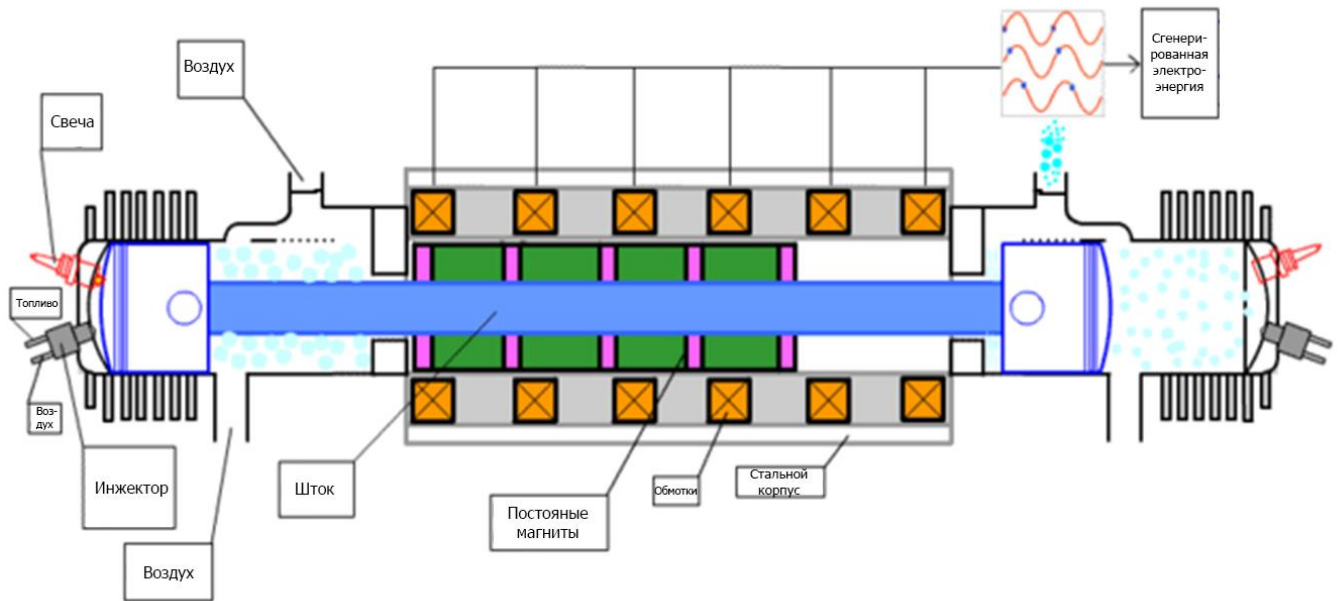 Воздух
Свеча
Сгенери-
рованная
электро-
энергия
Топливо
Воз-
дух
Инжектор
Воздух
Шток
Постояные
магниты
Обмотки
Стальной
корпус